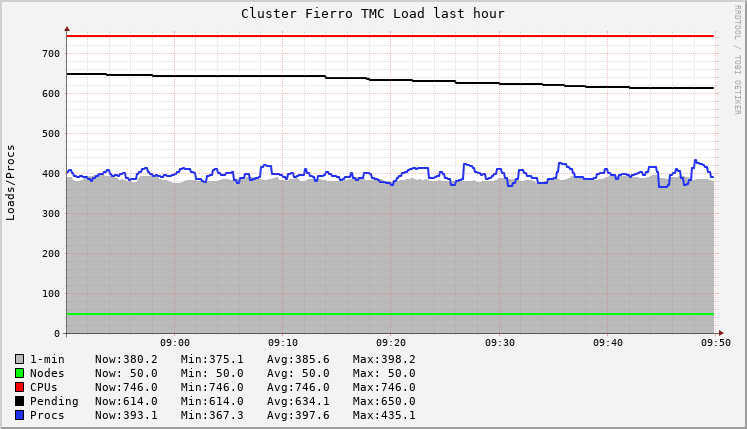 Cluster Fierro TMC Load last hour
RRDTOOL / TOBI OETIKER
Loads/Procs
700
600
500
400
300
200
100
0
09:00 09:10 09:20 09:30 09:40 09:50
1-min Now:380.2 Min:375.1 Avg:385.6 Max:398.2
Nodes Now: 50.0 Min: 50.0 Avg: 50.0 Max: 50.0
CPUs Now:746.0 Min:746.0 Avg:746.0 Max:746.0
Pending Now:614.0 Min:614.0 Avg:634.1 Max:650.0
Procs Now:393.1 Min:367.3 Avg:397.6 Max:435.1